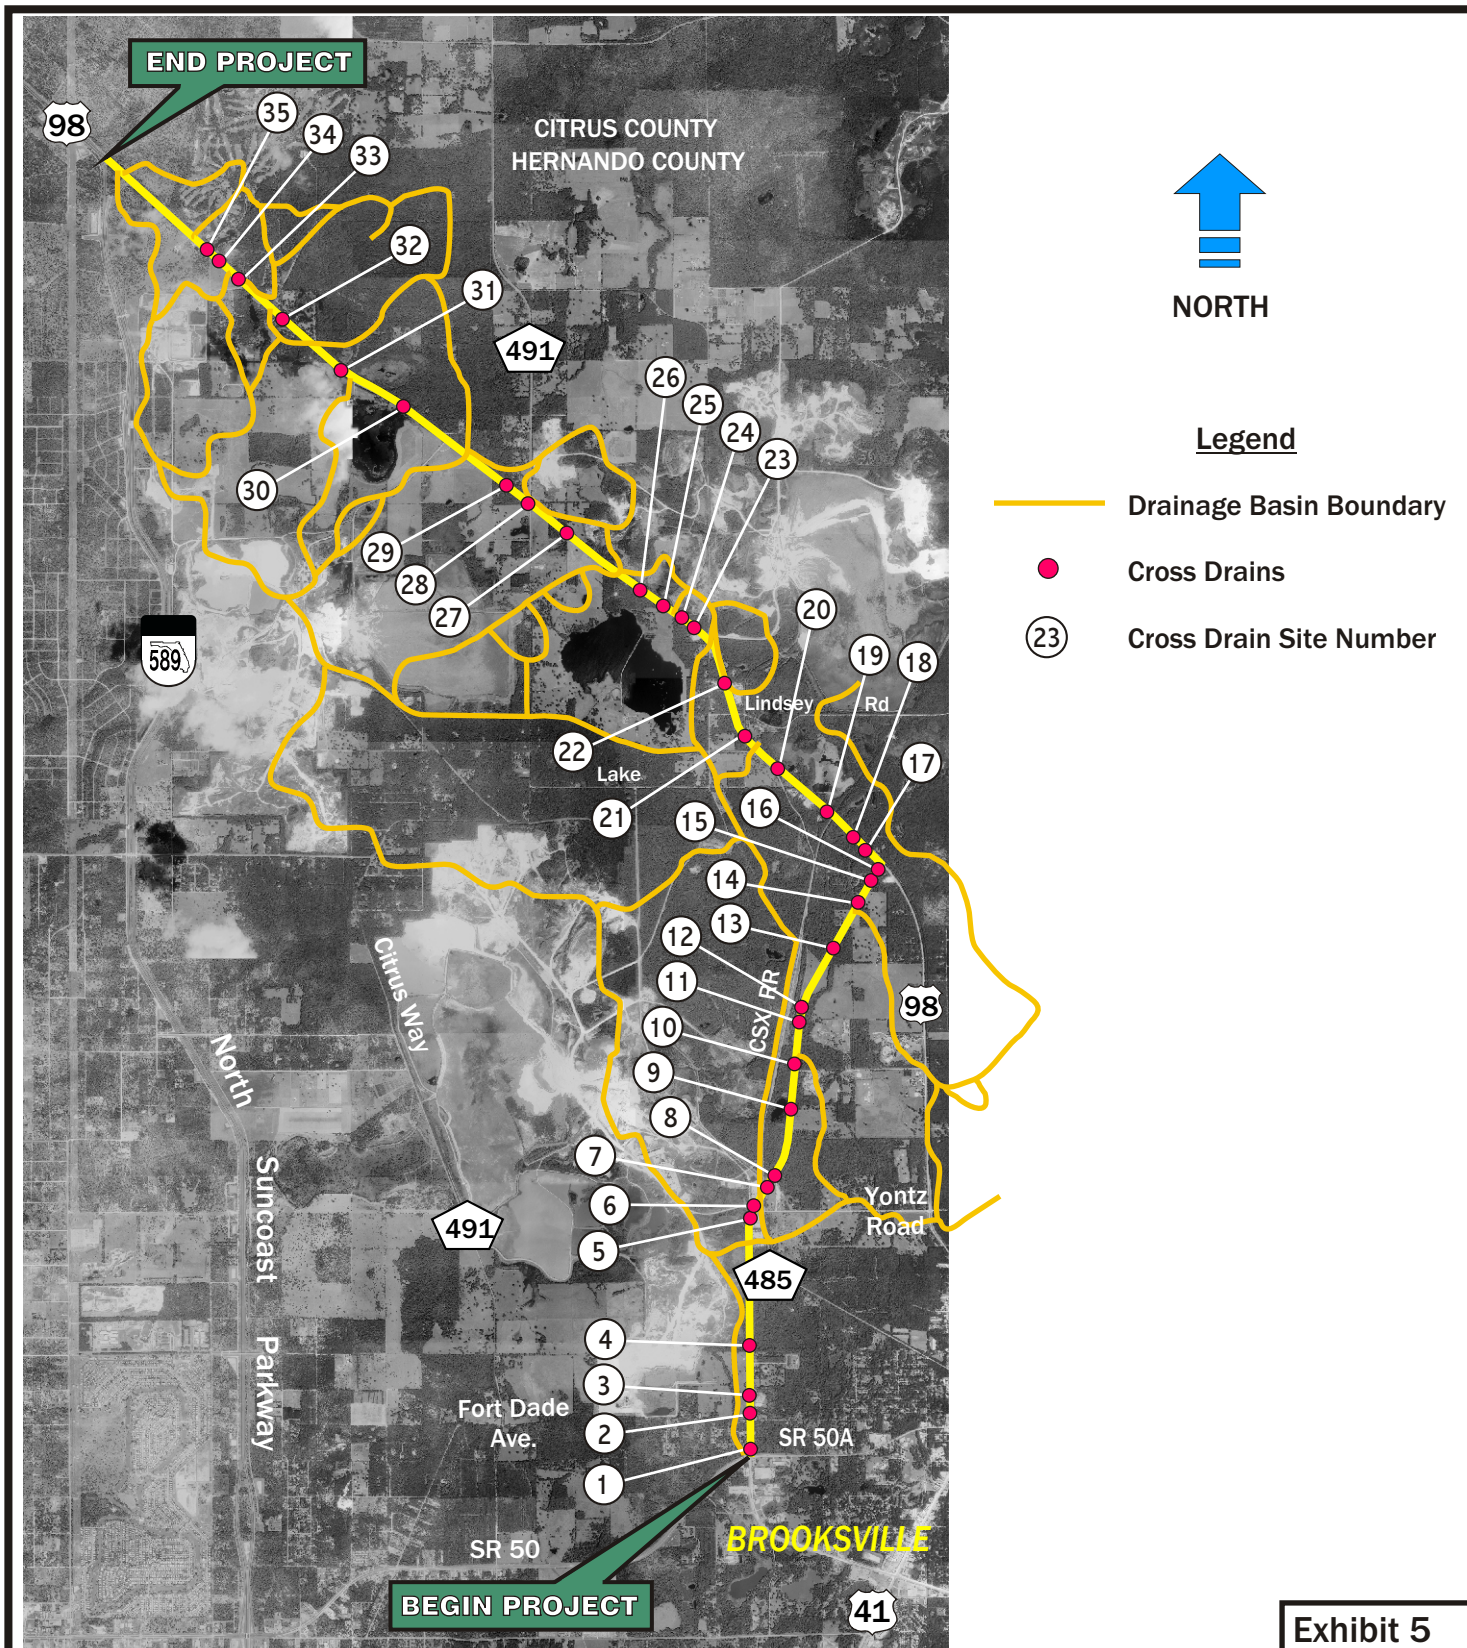 END PROJECT
98
35
34
33
CITRUS COUNTY
HERNANDO COUNTY
32
31
491
NORTH
26
25
24
23
Legend
30
Drainage Basin Boundary
29
28
27
Cross Drains
20
19
18
23
Cross Drain Site Number
589
Lindsey
Rd
22
Lake
17
21
16
15
14
13
12
11
98
Citrus Way
CSX RR
10
9
8
North
7
6
5
Yontz
Road
491
485
Suncoast
4
3
2
Parkway
Fort Dade
Ave.
SR 50A
1
BROOKSVILLE
SR 50
BEGIN PROJECT
41
Exhibit 5